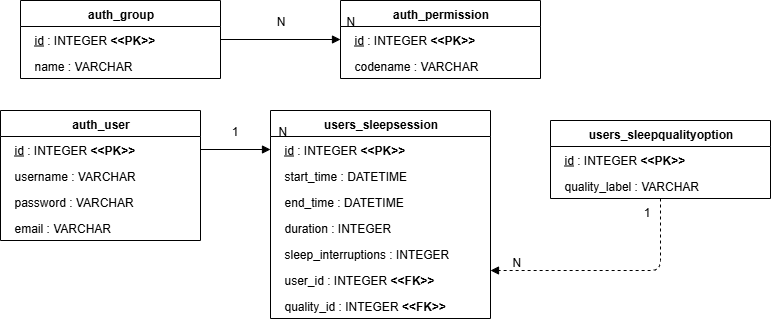 auth_group
id : INTEGER <<PK>>
name : VARCHAR
N
N
auth_permission
id : INTEGER <<PK>>
codename : VARCHAR
auth_user
id : INTEGER <<PK>>
username : VARCHAR
password : VARCHAR
email : VARCHAR
1
N
users_sleepsession
id : INTEGER <<PK>>
start_time : DATETIME
end_time : DATETIME
duration : INTEGER
sleep_interruptions : INTEGER
user_id : INTEGER <<FK>>
quality_id : INTEGER <<FK>>
users_sleepqualityoption
id : INTEGER <<PK>>
quality_label : VARCHAR
1
N